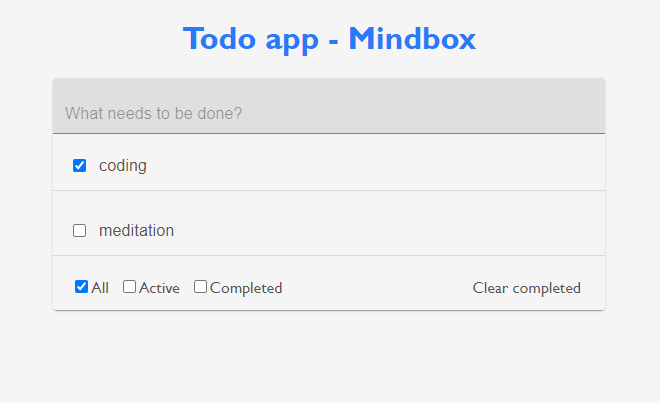 Todo app - Mindbox
What needs to be done?
coding
meditation
All Active Completed Clear completed